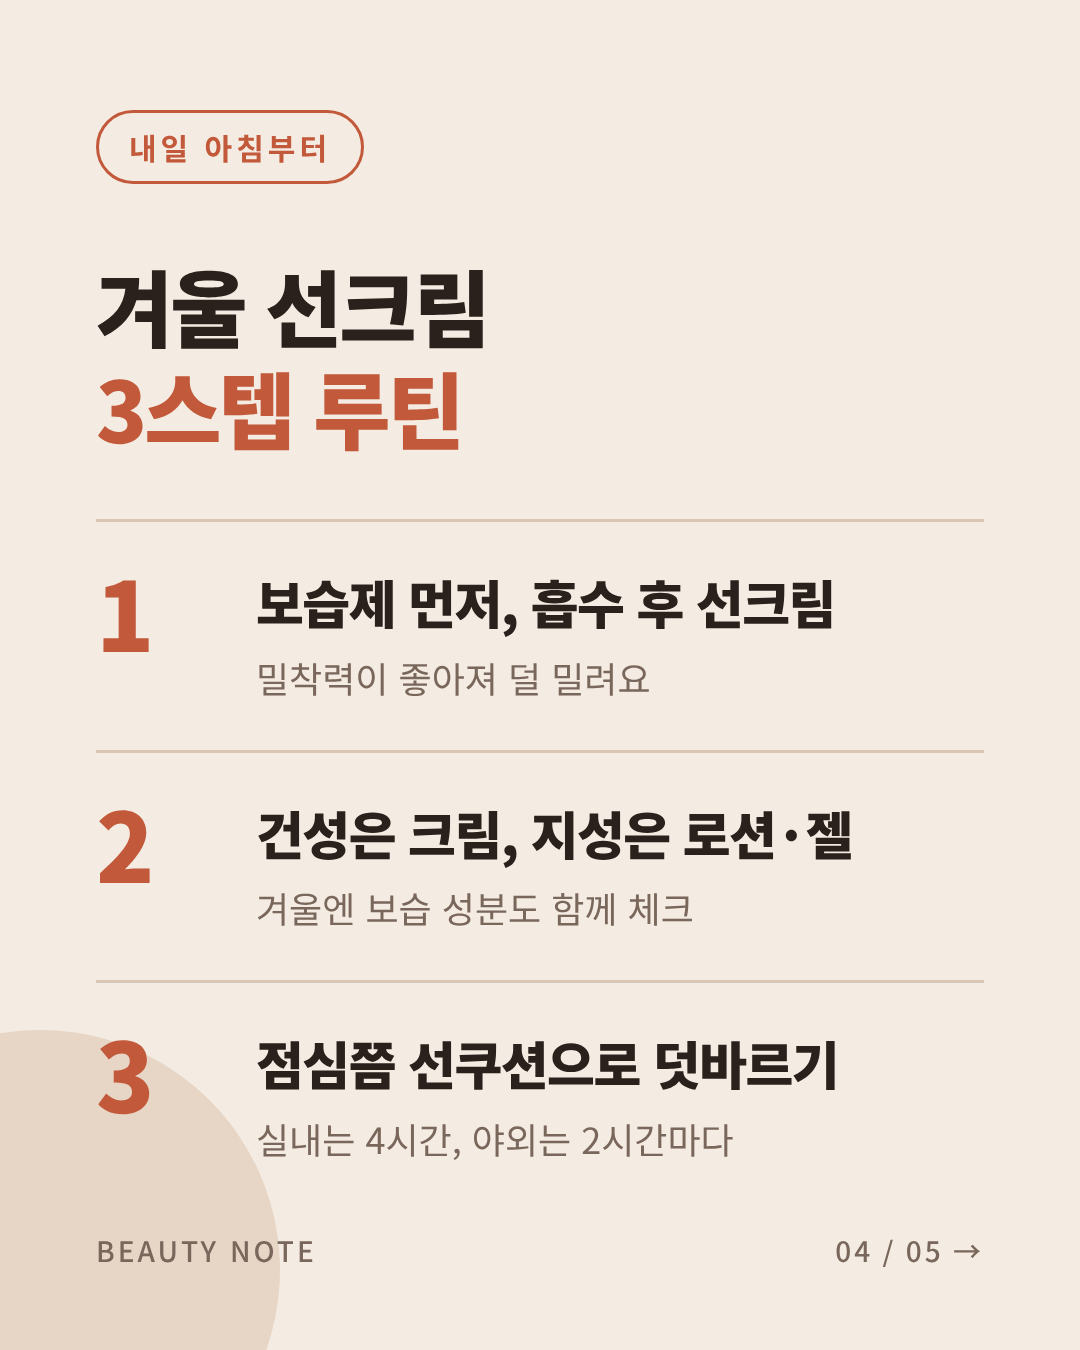 내일 아침부터
겨울 선크림
3스텝 루틴
1
보습제 먼저, 흡수 후 선크림
밀착력이 좋아져 덜 밀려요
2
건성은 크림, 지성은 로션·젤
겨울엔 보습 성분도 함께 체크
3
점심쯤 선쿠션으로 덧바르기
실내는 4시간, 야외는 2시간마다
BEAUTY NOTE
04 / 05 →